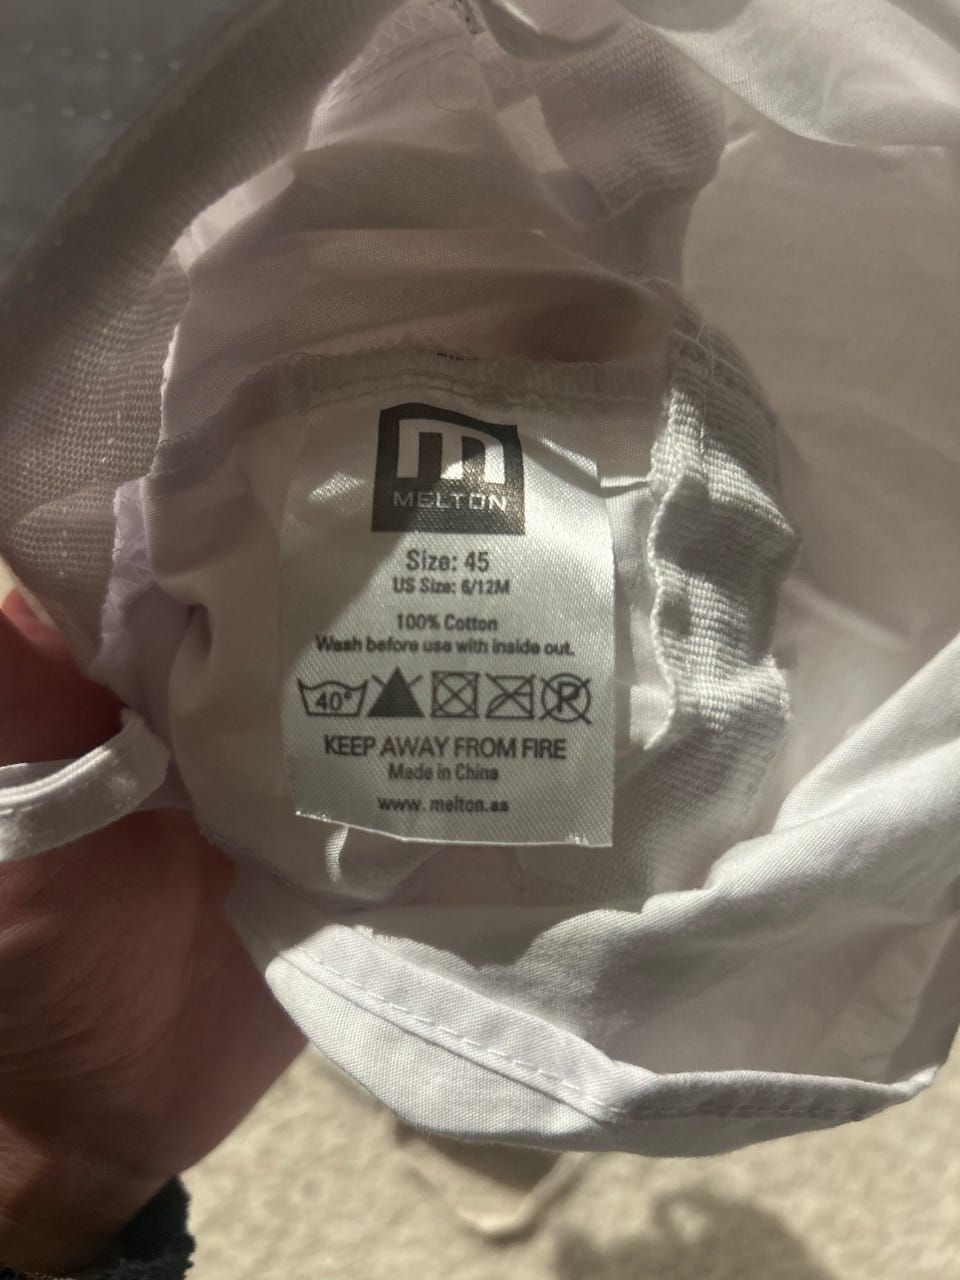 m
MELTON
Size: 45
US Size: 6/12M
100% Cotton
Wash before use with inside out.
40°
P
KEEP AWAY FROM FIRE
Made in China
www.melton.as